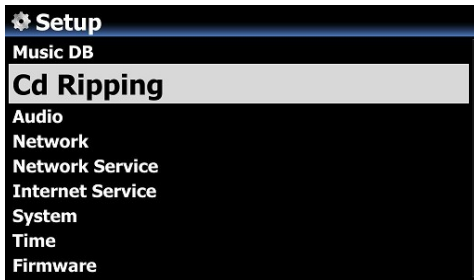 Setup
Music DB
Cd Ripping
Audio
Network
Network Service
Internet Service
System
Time
Firmware